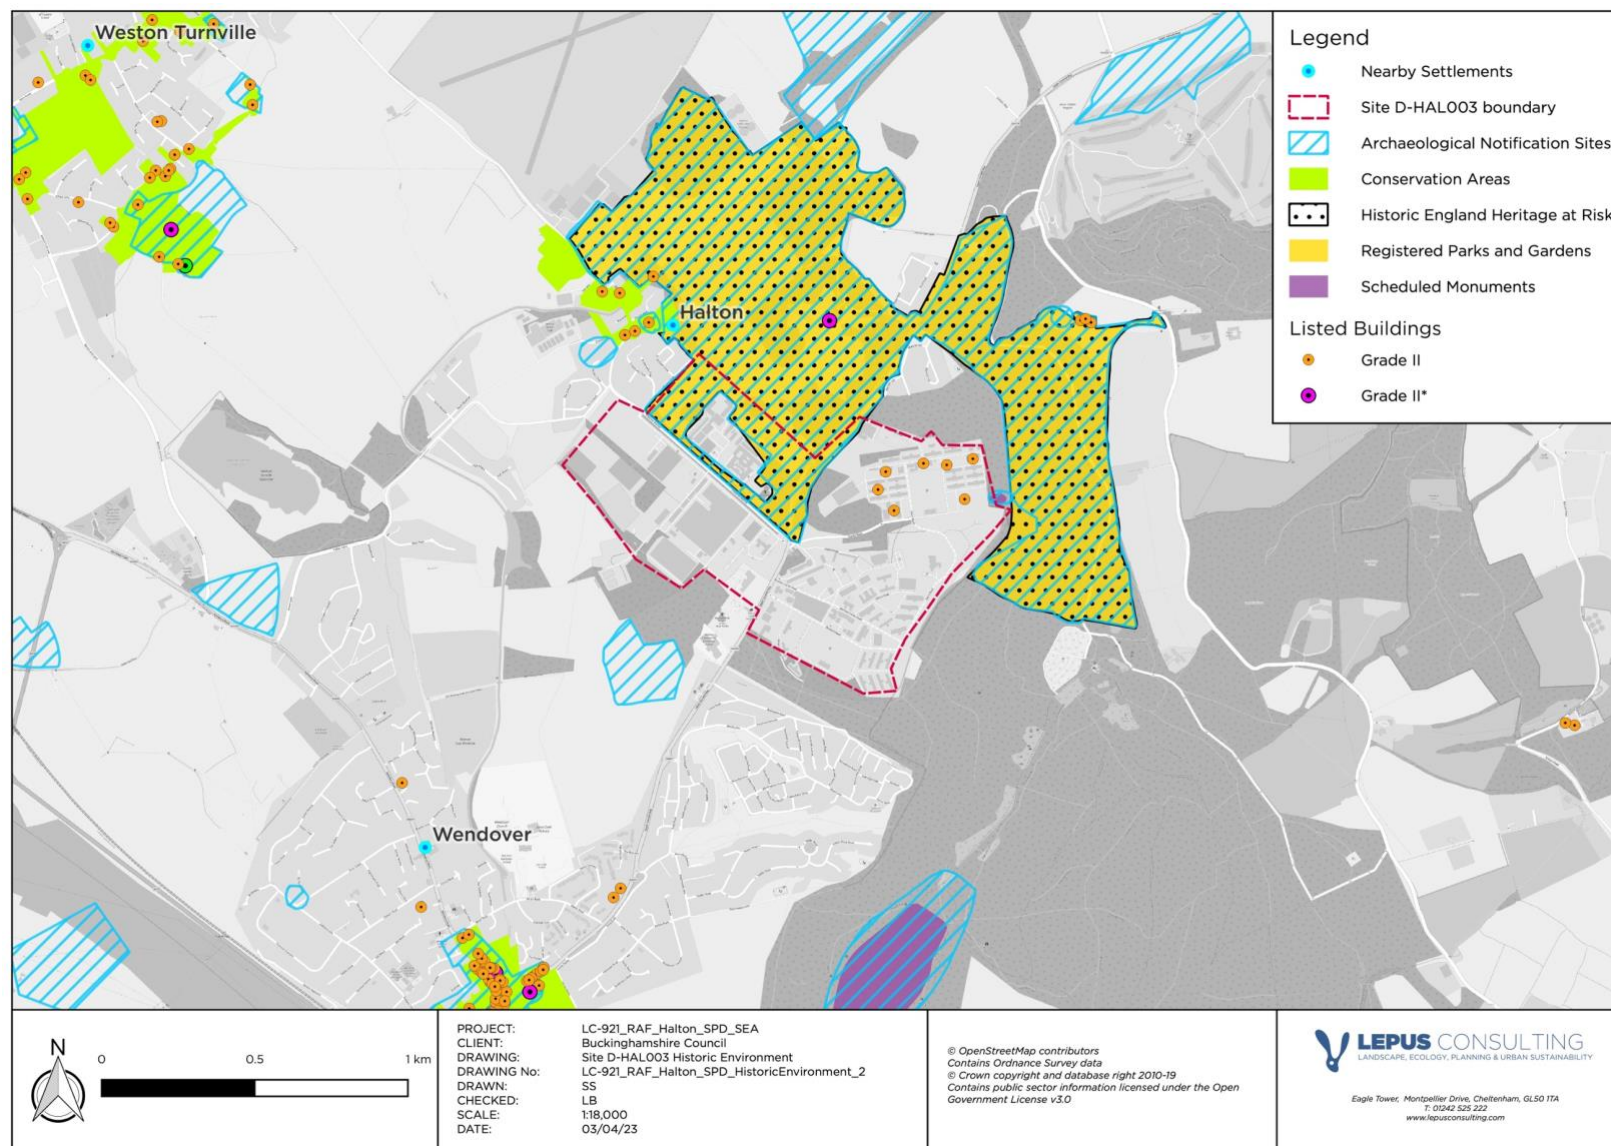 Weston Turnville
Halton
Wendover
Legend
Nearby Settlements
Site D-HAL003 boundary
Archaeological Notification Sites
Conservation Areas
Historic England Heritage at Risk
Registered Parks and Gardens
Scheduled Monuments
Listed Buildings
Grade II
Grade II*
N
0 0.5 1 km
PROJECT: LC-921_RAF_Halton_SPD_SEA
CLIENT: Buckinghamshire Council
DRAWING: Site D-HAL003 Historic Environment
DRAWING No: LC-921_RAF_Halton_SPD_HistoricEnvironment_2
DRAWN: SS
CHECKED: LB
SCALE: 1:18,000
DATE: 03/04/23
© OpenStreetMap contributors
Contains Ordnance Survey data
© Crown copyright and database right 2010-19
Contains public sector information licensed under the Open
Government License v3.0
LEPUS CONSULTING
LANDSCAPE, ECOLOGY, PLANNING & URBAN SUSTAINABILITY
Eagle Tower, Montpellier Drive, Cheltenham, GL50 1TA
T: 01242 525 222
www.lepusconsulting.com